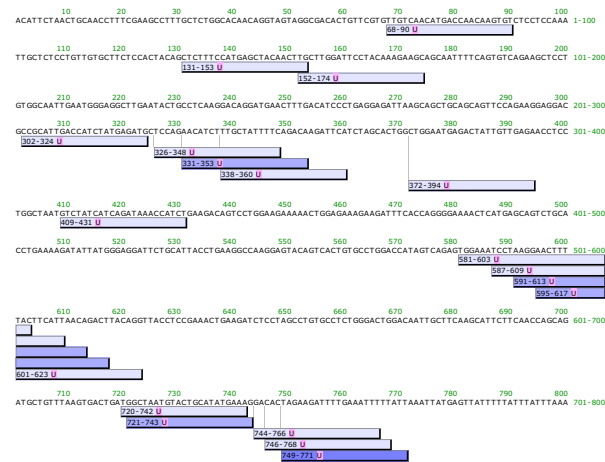 10 20 30 40 50 60 70 80 90 100
ACATTCTAACTGCAACCTTTCGAAGCCTTTGCTCTGGCACAACAGGTAGTAGGCGACACTGTTCGTGTTGTCAACATGACCAACAAGTGTCTCCTCCAAA 1-100
68-90 U
110 120 130 140 150 160 170 180 190 200
TTGCTCTCCTGTTGTGCTTCTCCACTACAGCTCTTTCCATGAGCTACAACTTGCTTGGATTCCTACAAAGAAGCAGCAATTTTCAGTGTCAGAAGCTCCT 101-200
131-153 U
152-174 U
210 220 230 240 250 260 270 280 290 300
GTGGCAATTGAATGGGAGGCTTGAATACTGCCTCAAGGACAGGATGAACTTTGACATCCCTGAGGAGATTAAGCAGCTGCAGCAGTTCCAGAAGGAGGAC 201-300
310 320 330 340 350 360 370 380 390 400
GCCGCATTGACCATCTATGAGATGCTCCAGAACATCTTTGCTATTTTCAGACAAGATTCATCTAGCACTGGCTGGAATGAGACTATTGTTGAGAACCTCC 301-400
302-324 U
326-348 U
331-353 U
338-360 U
372-394 U
410 420 430 440 450 460 470 480 490 500
TGGCTAATGTCTATCATCAGATAAACCATCTGAAGACAGTCCTGGAAGAAAAACTGGAGAAAGAAGATTTCACCAGGGGAAAACTCATGAGCAGTCTGCA 401-500
409-431 U
510 520 530 540 550 560 570 580 590 600
CCTGAAAAGATATTATGGGAGGATTCTGCATTACCTGAAGGCCAAGGAGTACAGTCACTGTGCCTGGACCATAGTCAGAGTGGAAATCCTAAGGAACTTT 501-600
581-603 U
587-609 U
591-613 U
595-617 U
610 620 630 640 650 660 670 680 690 700
TACTTCATTAACAGACTTACAGGTTACCTCCGAAACTGAAGATCTCCTAGCCTGTGCCTCTGGGACTGGACAATTGCTTCAAGCATTCTTCAACCAGCAG 601-700
601-623 U
710 720 730 740 750 760 770 780 790 800
ATGCTGTTTAAGTGACTGATGGCTAATGTACTGCATATGAAAGGACACTAGAAGATTTTGAAATTTTTATTAAATTATGAGTTATTTTTATTTATTTAAA 701-800
720-742 U
721-743 U
744-766 U
746-768 U
749-771 U